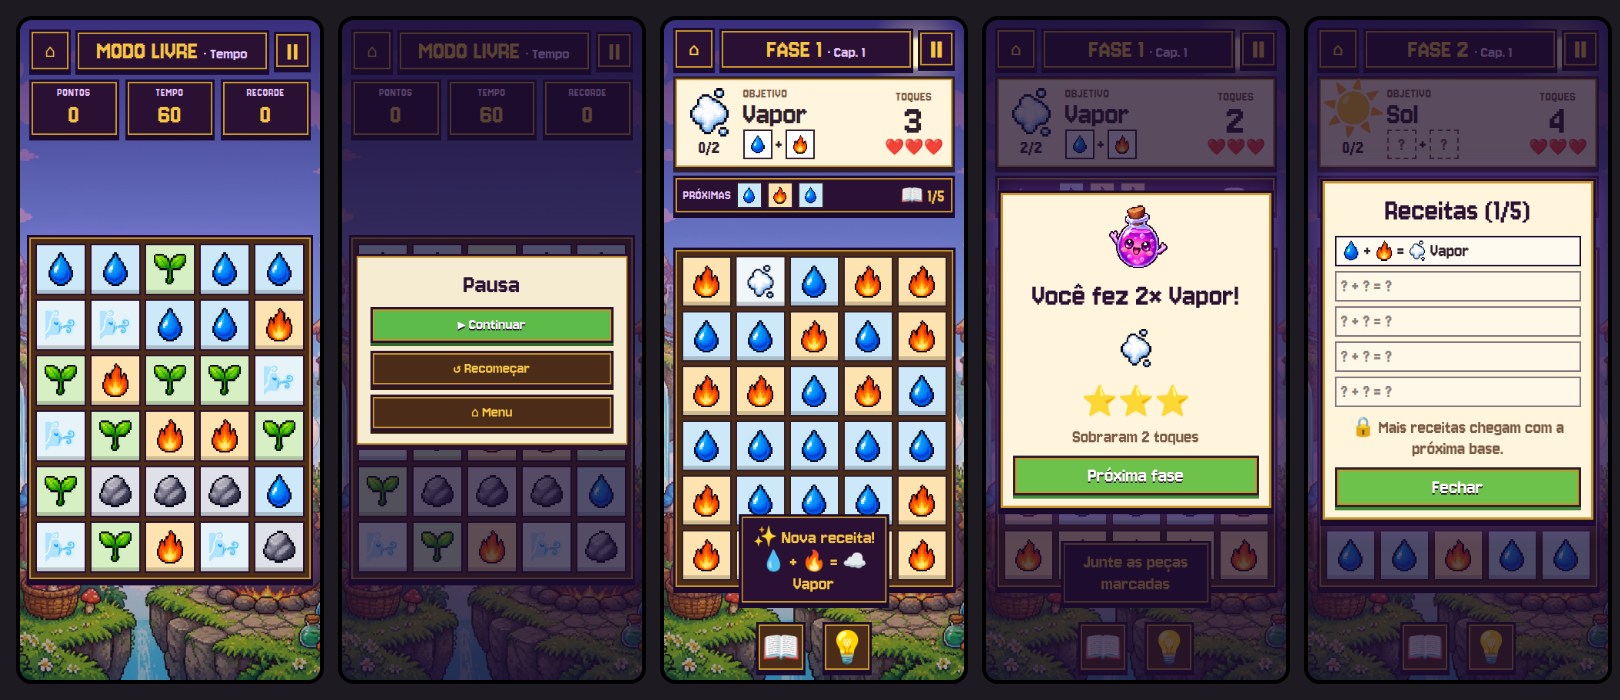 MODO LIVRE · Tempo
PONTOS
0
TEMPO
60
RECORDE
0
MODO LIVRE · Tempo
PONTOS
0
TEMPO
60
RECORDE
0
Pausa
▶ Continuar
↺ Recomeçar
⌂ Menu
FASE 1 · Cap. 1
OBJETIVO
Vapor
0/2
+
TOQUES
3
PRÓXIMAS
1/5
✨ Nova receita!
💧 + 🔥 = ☁️
Vapor
FASE 1 · Cap. 1
OBJETIVO
Vapor
2/2
+
TOQUES
2
Você fez 2× Vapor!
Sobraram 2 toques
Próxima fase
Junte as peças
marcadas
FASE 2 · Cap. 1
OBJETIVO
Sol
0/2
? + ?
TOQUES
4
Receitas (1/5)
+ = Vapor
? + ? = ?
? + ? = ?
? + ? = ?
? + ? = ?
🔒 Mais receitas chegam com a
próxima base.
Fechar